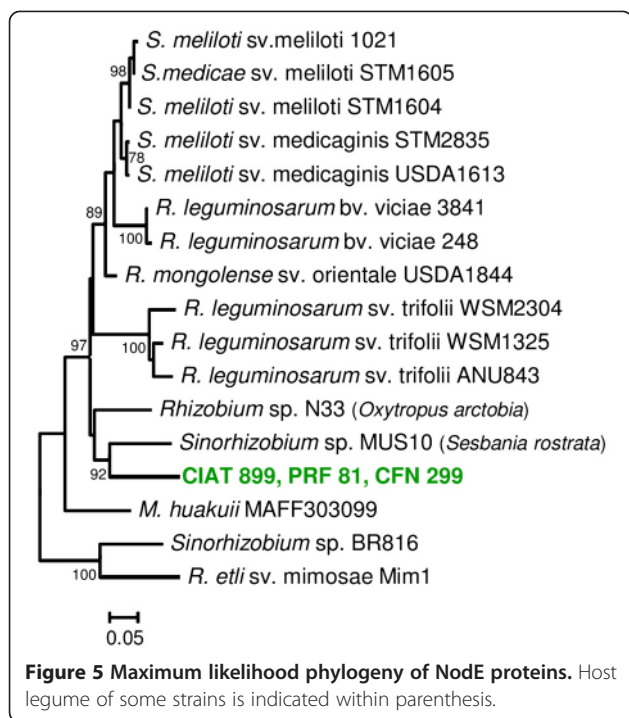 S. meliloti sv.meliloti 1021
98
S.medicae sv. meliloti STM1605
S. meliloti sv. meliloti STM1604
S. meliloti sv. medicaginis STM2835
78
S. meliloti sv. medicaginis USDA1613
R. leguminosarum bv. viciae 3841
89
100
R. leguminosarum bv. viciae 248
R. mongolense sv. orientale USDA1844
R. leguminosarum sv. trifolii WSM2304
97
100
R. leguminosarum sv. trifolii WSM1325
R. leguminosarum sv. trifolii ANU843
Rhizobium sp. N33 (Oxytropus arctobia)
Sinorhizobium sp. MUS10 (Sesbania rostrata)
92
CIAT 899, PRF 81, CFN 299
M. huakuii MAFF303099
Sinorhizobium sp. BR816
100
R. etli sv. mimosae Mim1
0.05
Figure 5 Maximum likelihood phylogeny of NodE proteins. Host
legume of some strains is indicated within parenthesis.